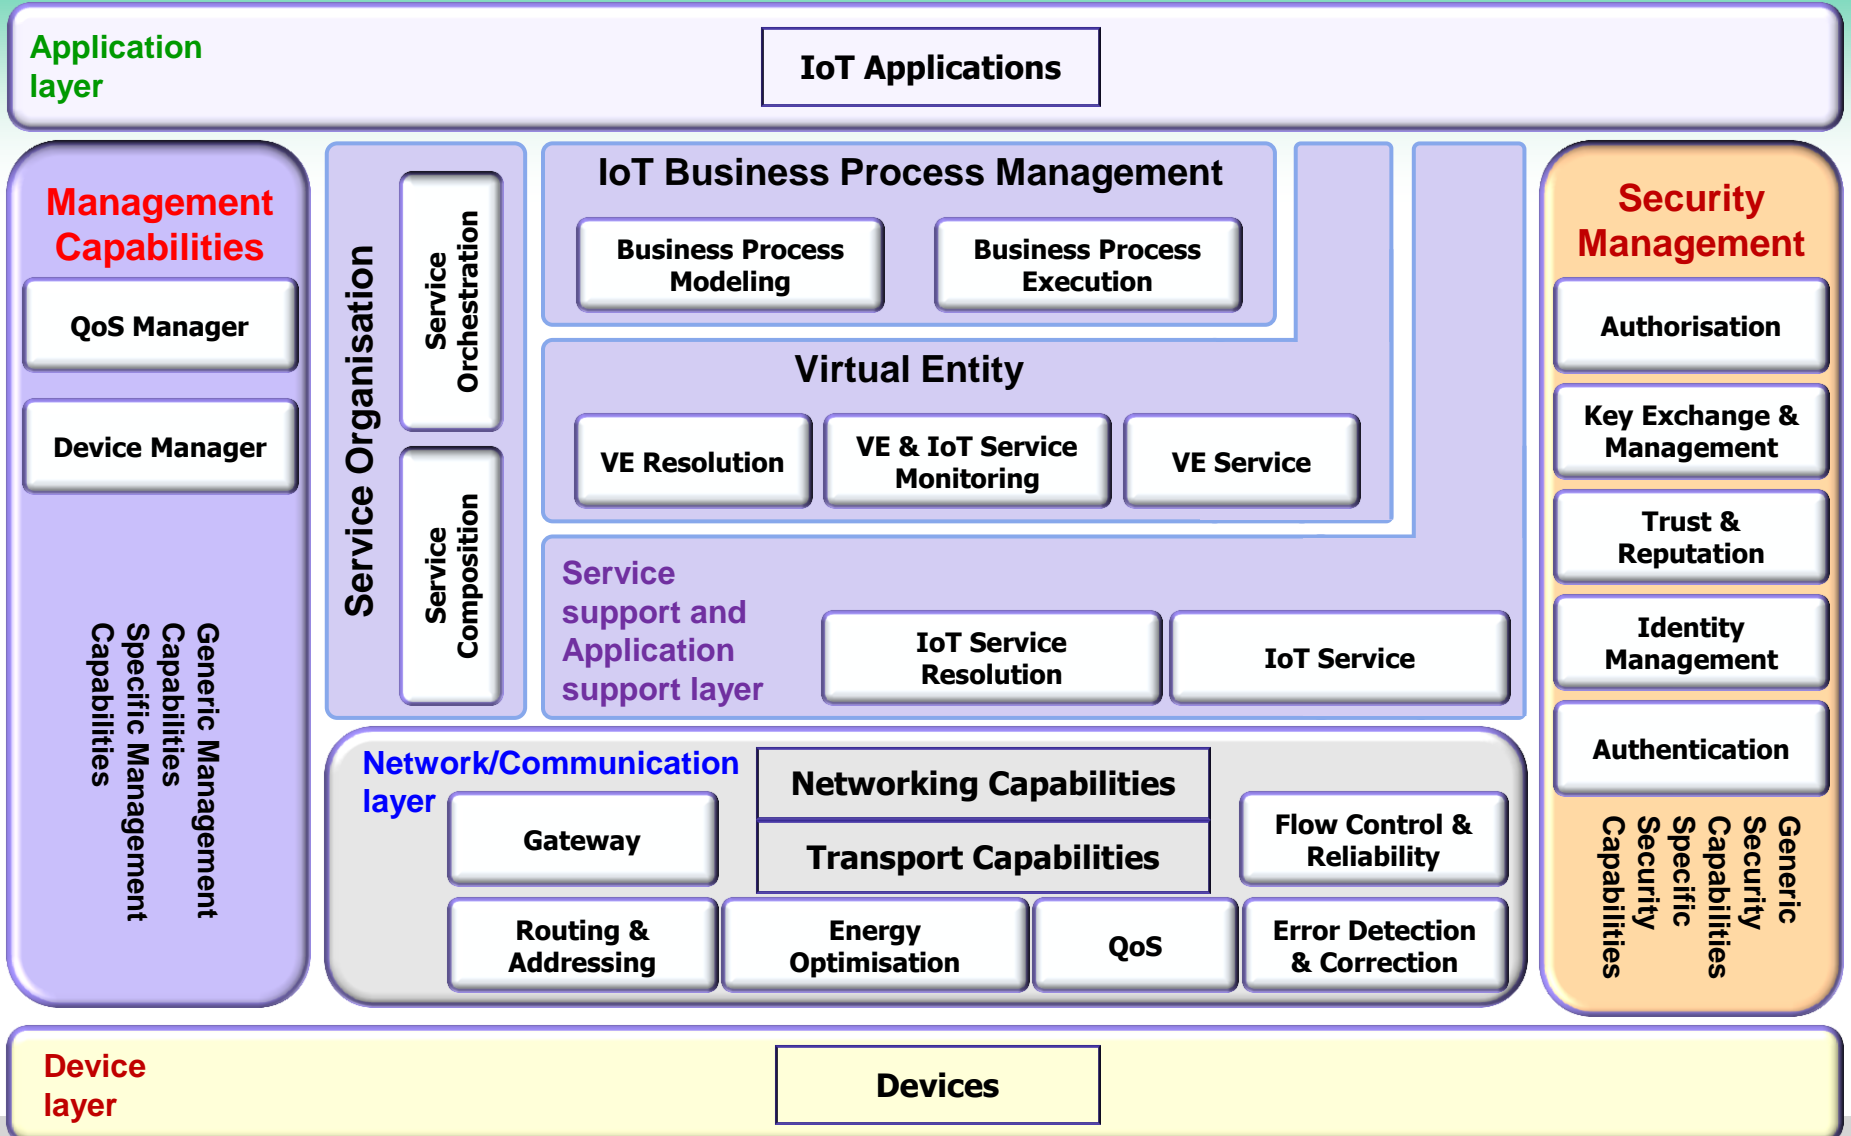 Application
layer
IoT Applications
Management
Capabilities
QoS Manager
Device Manager
Generic Management
Capabilities
Specific Management
Capabilities
Service Organisation
Service
Orchestration
Service
Composition
IoT Business Process Management
Business Process
Modeling
Business Process
Execution
Virtual Entity
VE Resolution
VE & IoT Service
Monitoring
VE Service
Service
support and
Application
support layer
IoT Service
Resolution
IoT Service
Network/Communication
layer
Networking Capabilities
Transport Capabilities
Gateway
Flow Control &
Reliability
Routing &
Addressing
Energy
Optimisation
QoS
Error Detection
& Correction
Security
Management
Authorisation
Key Exchange &
Management
Trust &
Reputation
Identity
Management
Authentication
Generic
Security
Capabilities
Specific
Security
Capabilities
Device
layer
Devices